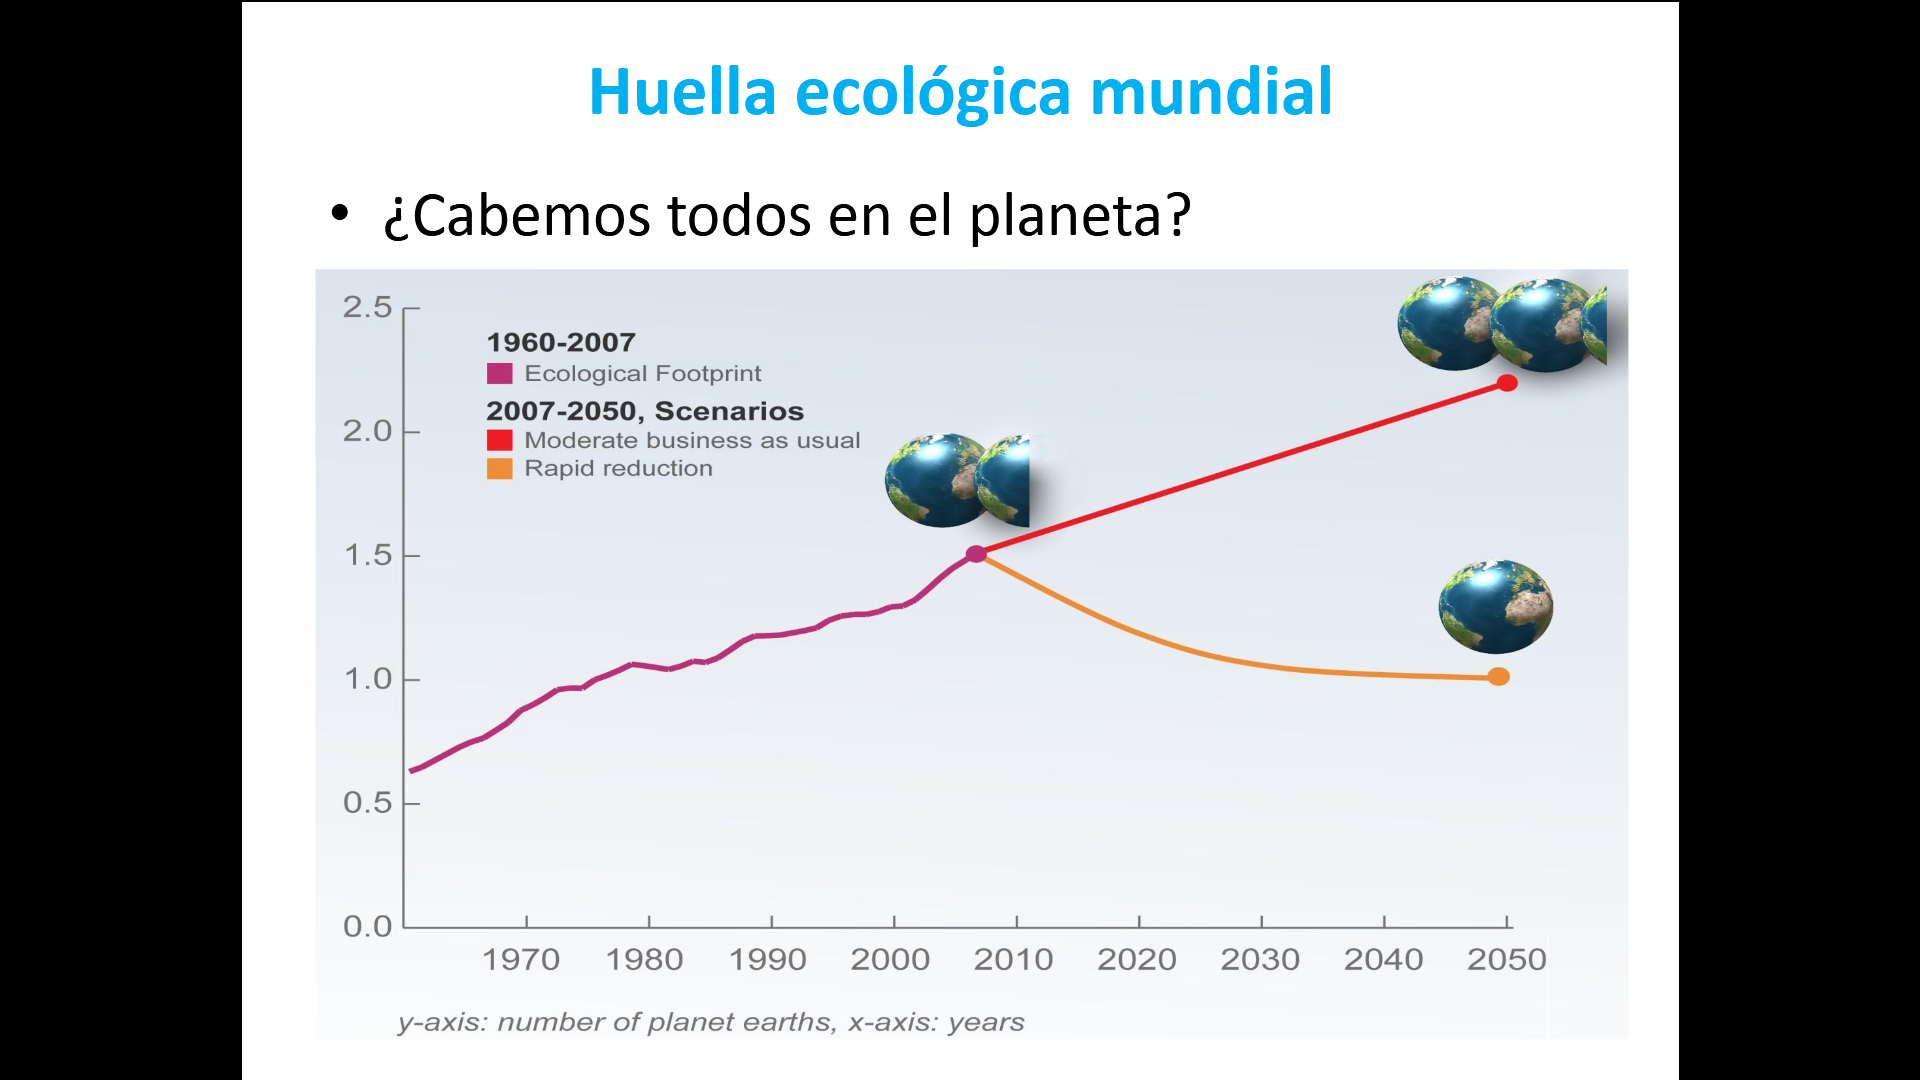 Huella ecológica mundial
• ¿Cabemos todos en el planeta?
2.5
1960-2007
Ecological Footprint
2007-2050, Scenarios
2.0
Moderate business as usual
Rapid reduction
1.5
1.0
0.5
0.0
1970 1980 1990 2000 2010 2020 2030 2040 2050
y-axis: number of planet earths, x-axis: years